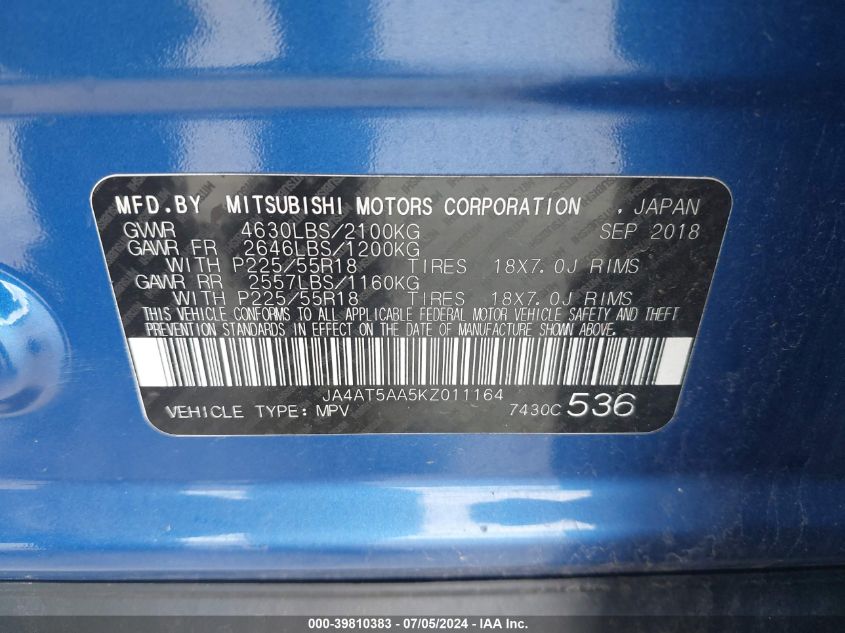 MFD.BY MITSUBISHI MOTORS CORPORATION , JAPAN
GVWR 4630LBS/2100KG SEP 2018
GAWR FR 2646LBS/1200KG
WITH P225/55R18 TIRES 18X7.0J RIMS
GAWR RR 2557LBS/1160KG
WITH P225/55R18 TIRES 18X7.0J RIMS
THIS VEHICLE CONFORMS TO ALL APPLICABLE FEDERAL MOTOR VEHICLE SAFETY AND THEFT
PREVENTION STANDARDS IN EFFECT ON THE DATE OF MANUFACTURE SHOWN ABOVE.
JA4AT5AA5KZ011164
VEHICLE TYPE: MPV 7430C 536
000-39810383 - 07/05/2024 - IAA Inc.